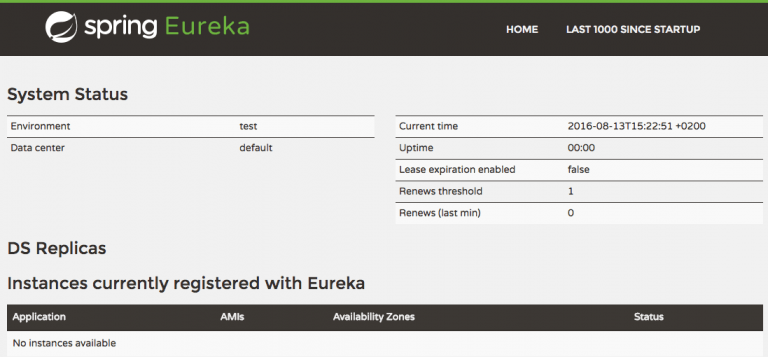 spring Eureka
HOME LAST 1000 SINCE STARTUP
System Status
Environment test
Data center default
Current time 2016-08-13T15:22:51 +0200
Uptime 00:00
Lease expiration enabled false
Renews threshold 1
Renews (last min) 0
DS Replicas
Instances currently registered with Eureka
Application AMIs Availability Zones Status
No instances available